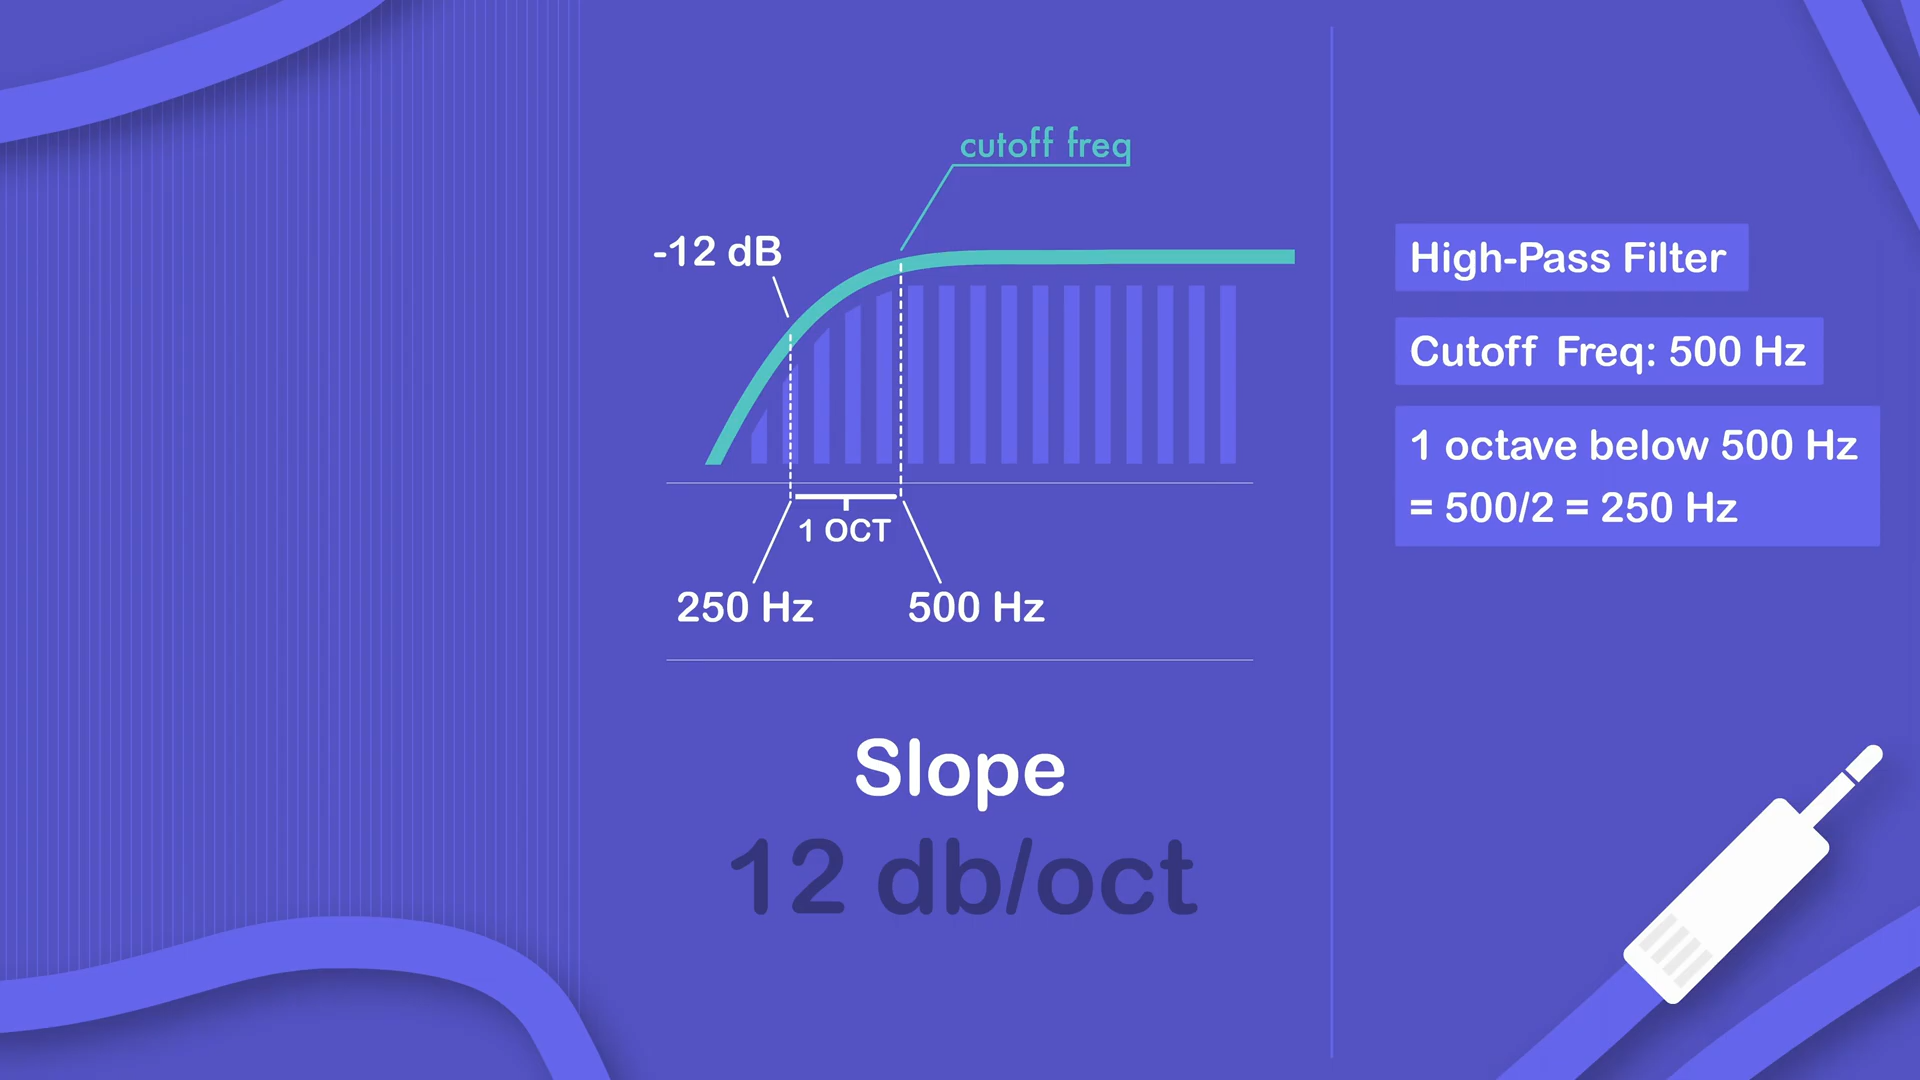 cutoff freq
-12 dB
1 OCT
250 Hz
500 Hz
Slope
12 db/oct
High-Pass Filter
Cutoff Freq: 500 Hz
1 octave below 500 Hz
= 500/2 = 250 Hz